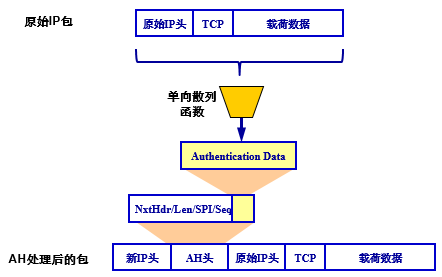 原始IP包
原始IP头 TCP 载荷数据
单向散列
函数
Authentication Data
NxtHdr/Len/SPI/Seq
AH处理后的包
新IP头 AH头 原始IP头 TCP 载荷数据